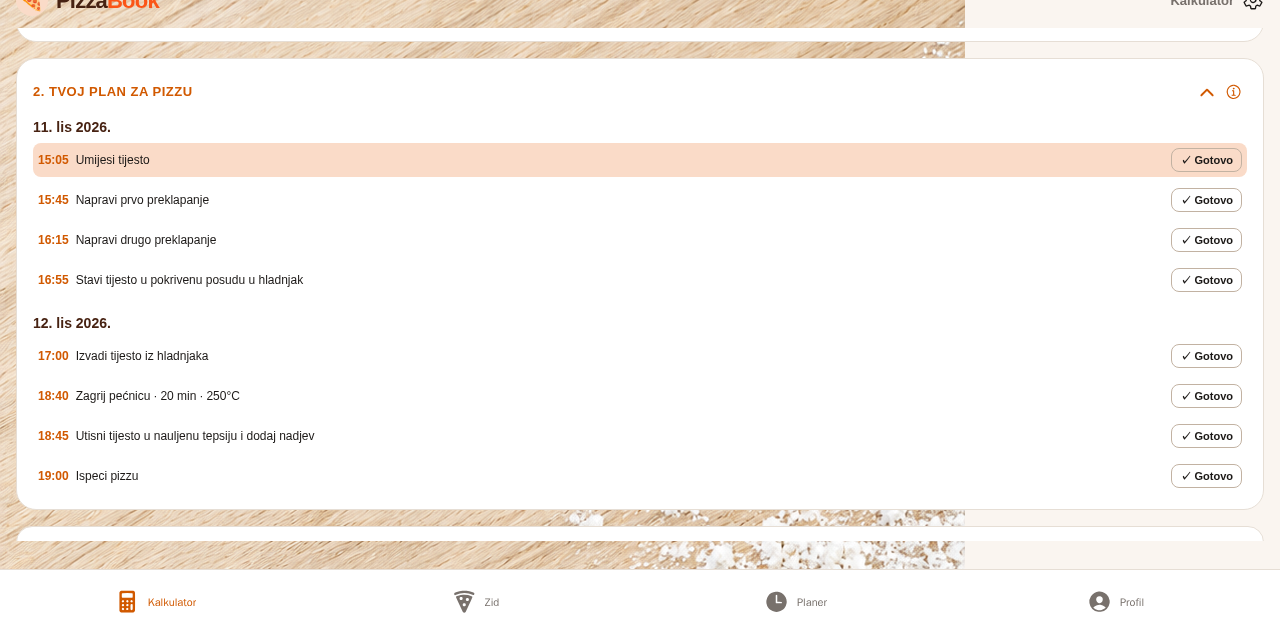 PizzaBook
Kalkulator
2. TVOJ PLAN ZA PIZZU
11. lis 2026.
15:05 Umijesi tijesto ✓ Gotovo
15:45 Napravi prvo preklapanje ✓ Gotovo
16:15 Napravi drugo preklapanje ✓ Gotovo
16:55 Stavi tijesto u pokrivenu posudu u hladnjak ✓ Gotovo
12. lis 2026.
17:00 Izvadi tijesto iz hladnjaka ✓ Gotovo
18:40 Zagrij pećnicu · 20 min · 250°C ✓ Gotovo
18:45 Utisni tijesto u nauljenu tepsiju i dodaj nadjev ✓ Gotovo
19:00 Ispeci pizzu ✓ Gotovo
Kalkulator Zid Planer Profil